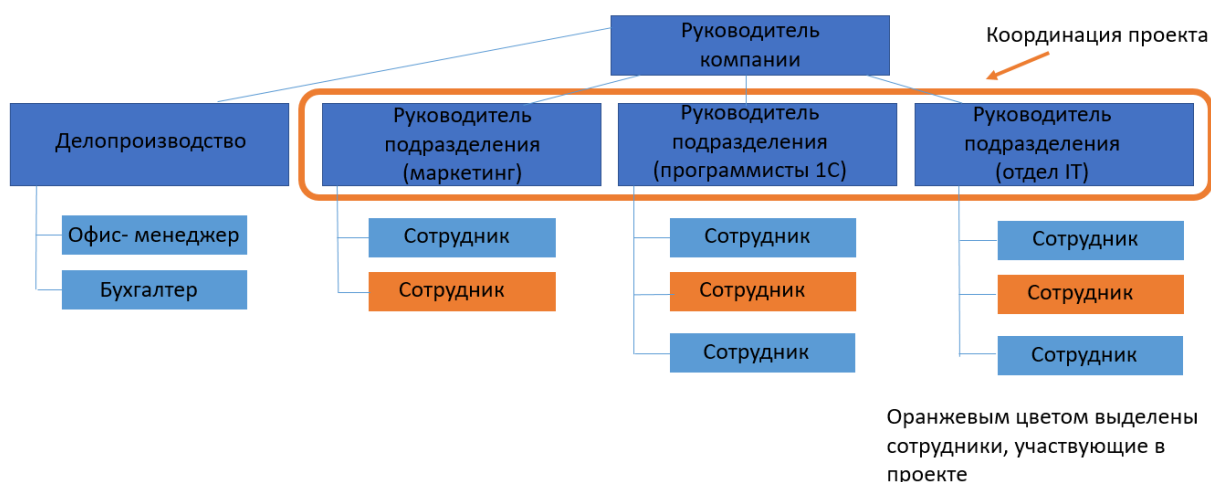 Руководитель
компании
Координация проекта
Делопроизводство
Руководитель
подразделения
(маркетинг)
Руководитель
подразделения
(программисты 1С)
Руководитель
подразделения
(отдел IT)
Офис- менеджер
Бухгалтер
Сотрудник
Сотрудник
Сотрудник
Сотрудник
Сотрудник
Сотрудник
Сотрудник
Сотрудник
Оранжевым цветом выделены
сотрудники, участвующие в
проекте